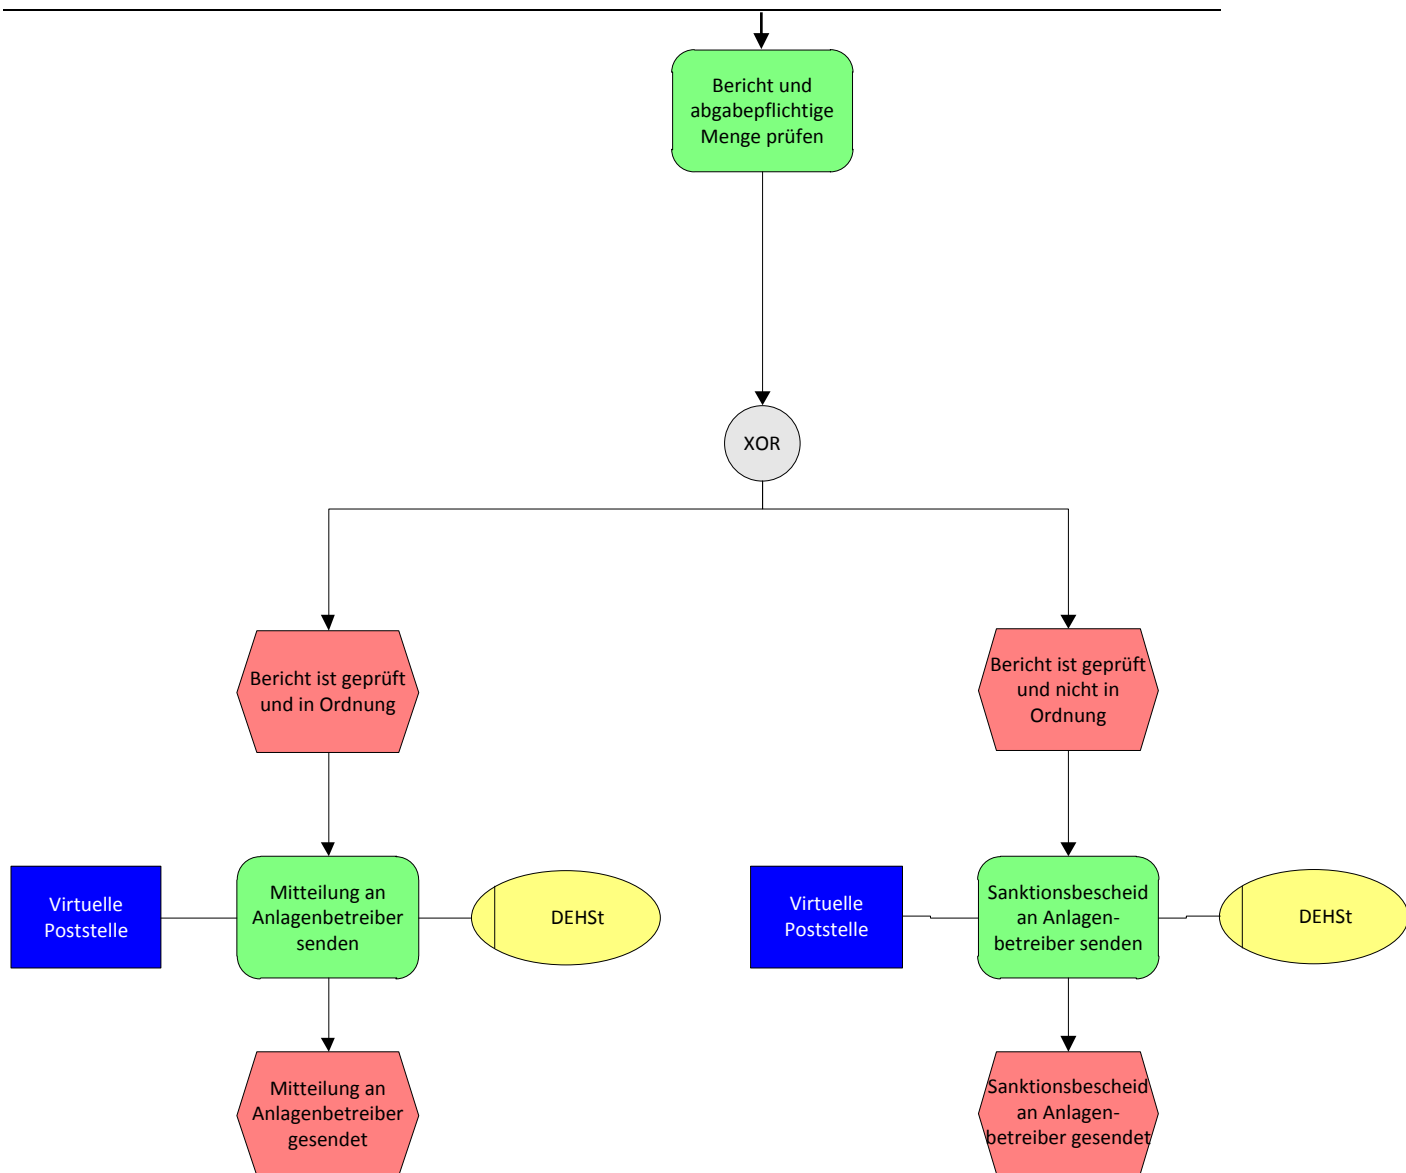 Bericht und
abgabepflichtige
Menge prüfen
XOR
Bericht ist geprüft
und in Ordnung
Bericht ist geprüft
und nicht in
Ordnung
Virtuelle
Poststelle
Mitteilung an
Anlagenbetreiber
senden
DEHSt
Virtuelle
Poststelle
Sanktionsbescheid
an Anlagen-
betreiber senden
DEHSt
Mitteilung an
Anlagenbetreiber
gesendet
Sanktionsbescheid
an Anlagen-
betreiber gesendet